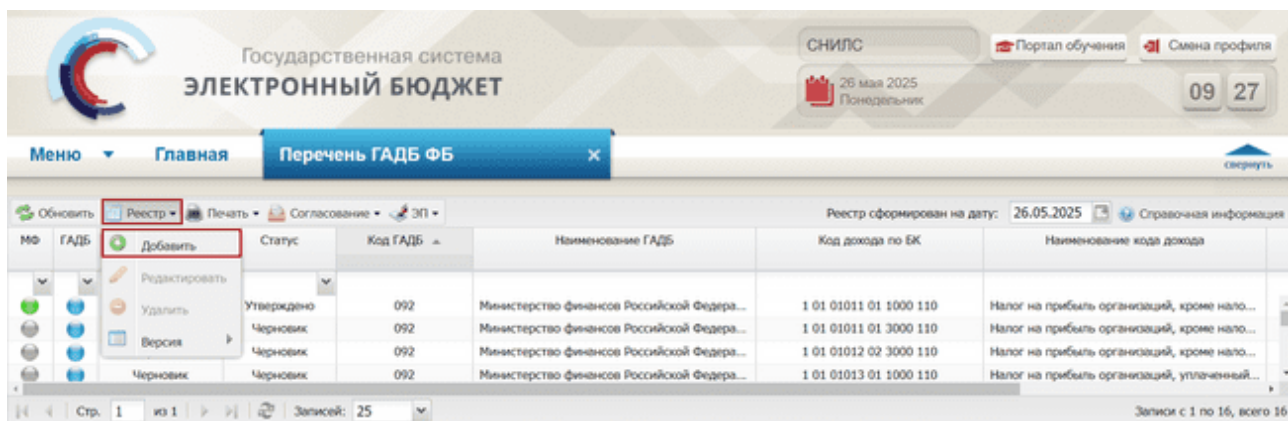 Государственная система
ЭЛЕКТРОННЫЙ БЮДЖЕТ
СНИЛС
Портал обучения
Смена профиля
26 мая 2025
Понедельник
09 27
Меню
Главная
Перечень ГАДБ ФБ
свернуть
Обновить Реестр Печать Согласование ЭП Реестр сформирован на дату: 26.05.2025 Справочная информация
МФ ГАДБ Статус Код ГАДБ Наименование ГАДБ Код дохода по БК Наименование кода дохода
Добавить
Редактировать
Удалить
Версия
Утверждено 092 Министерство финансов Российской Федера... 1 01 01011 01 1000 110 Налог на прибыль организаций, кроме нало...
Черновик 092 Министерство финансов Российской Федера... 1 01 01011 01 3000 110 Налог на прибыль организаций, кроме нало...
Черновик 092 Министерство финансов Российской Федера... 1 01 01012 02 3000 110 Налог на прибыль организаций, кроме нало...
Черновик Черновик 092 Министерство финансов Российской Федера... 1 01 01013 01 1000 110 Налог на прибыль организаций, уплаченный...
Стр. 1 из 1 Записей: 25 Записи с 1 по 16, всего 16